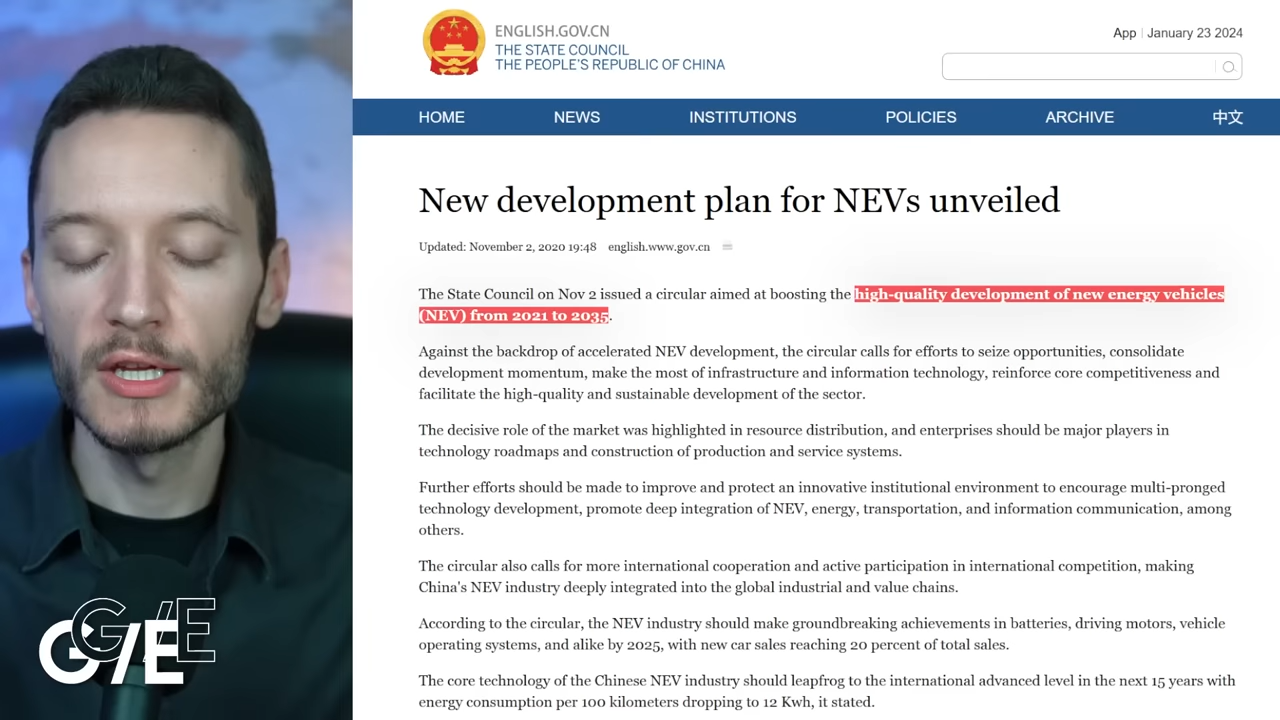 ENGLISH.GOV.CN
THE STATE COUNCIL
THE PEOPLE'S REPUBLIC OF CHINA
App | January 23 2024
HOME NEWS INSTITUTIONS POLICIES ARCHIVE 中文
New development plan for NEVs unveiled
Updated: November 2, 2020 19:48 english.www.gov.cn
The State Council on Nov 2 issued a circular aimed at boosting the high-quality development of new energy vehicles
(NEV) from 2021 to 2035.
Against the backdrop of accelerated NEV development, the circular calls for efforts to seize opportunities, consolidate
development momentum, make the most of infrastructure and information technology, reinforce core competitiveness and
facilitate the high-quality and sustainable development of the sector.
The decisive role of the market was highlighted in resource distribution, and enterprises should be major players in
technology roadmaps and construction of production and service systems.
Further efforts should be made to improve and protect an innovative institutional environment to encourage multi-pronged
technology development, promote deep integration of NEV, energy, transportation, and information communication, among
others.
The circular also calls for more international cooperation and active participation in international competition, making
China's NEV industry deeply integrated into the global industrial and value chains.
According to the circular, the NEV industry should make groundbreaking achievements in batteries, driving motors, vehicle
operating systems, and alike by 2025, with new car sales reaching 20 percent of total sales.
The core technology of the Chinese NEV industry should leapfrog to the international advanced level in the next 15 years with
energy consumption per 100 kilometers dropping to 12 Kwh, it stated.
G/E
G/E